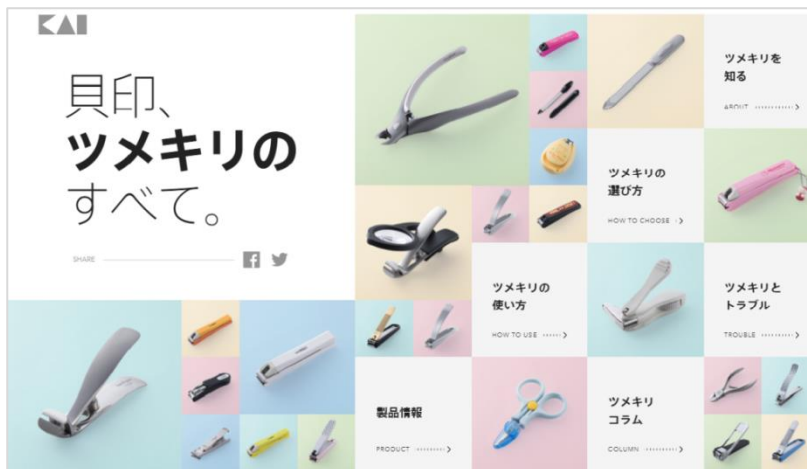 KAI
貝印、
ツメキリの
すべて。
SHARE
ツメキリを
知る
ABOUT
ツメキリの
選び方
HOW TO CHOOSE
ツメキリの
使い方
HOW TO USE
ツメキリと
トラブル
TROUBLE
製品情報
PRODUCT
ツメキリ
コラム
COLUMN